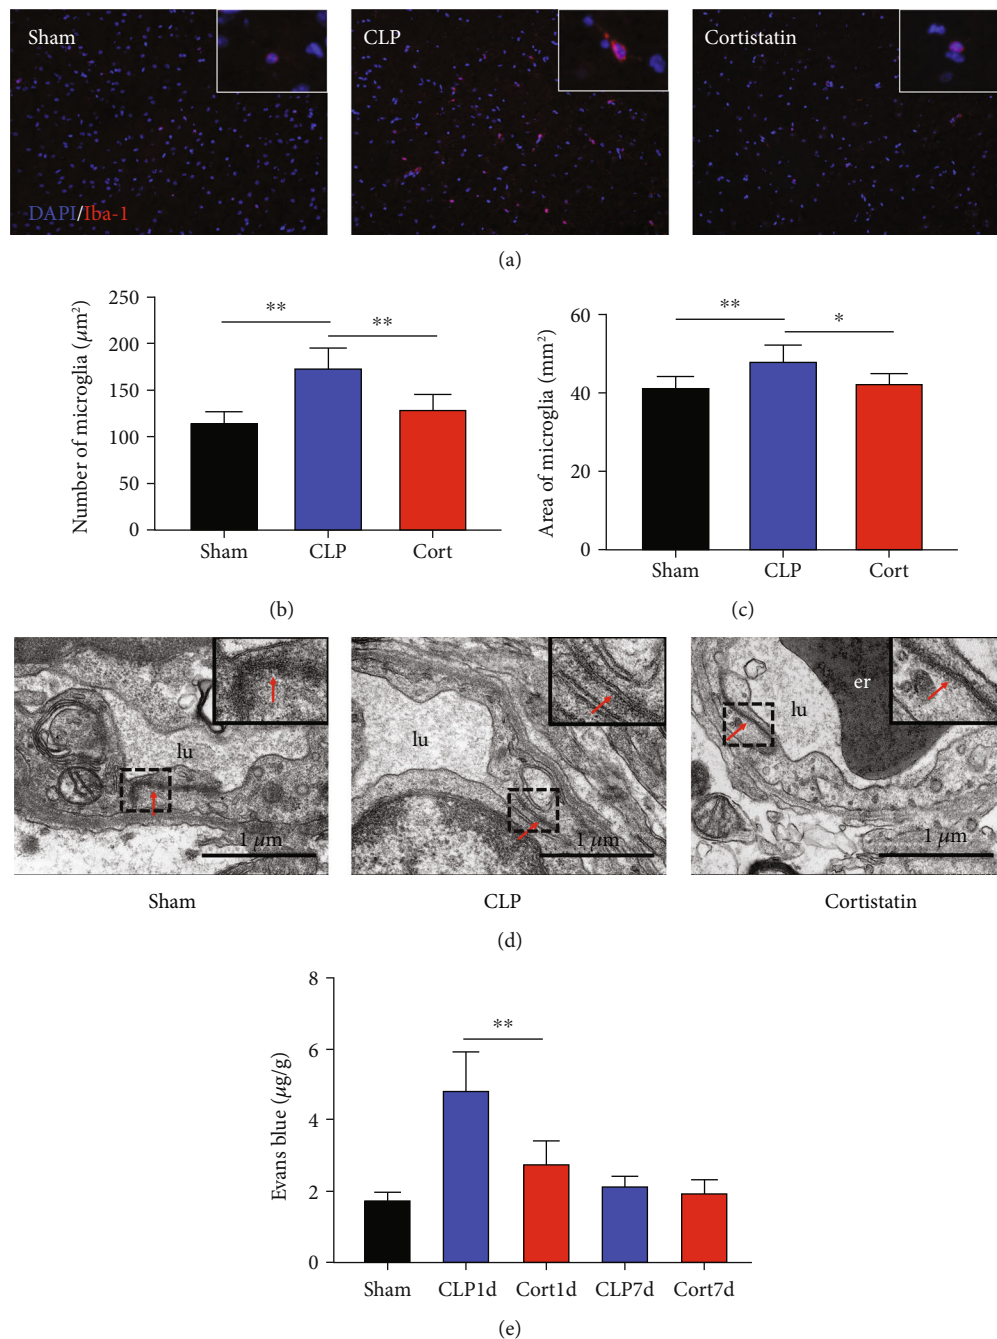 Sham
CLP
Cortistatin
DAPI/Iba-1
(a)
Number of microglia (μm²)
250
200
150
100
50
0
**
**
Sham
CLP
Cort
(b)
Area of microglia (mm²)
60
40
20
0
**
*
Sham
CLP
Cort
(c)
lu
1 μm
lu
1 μm
er
lu
1 μm
Sham
CLP
Cortistatin
(d)
Evans blue (μg/g)
8
6
4
2
0
**
Sham
CLP1d
Cort1d
CLP7d
Cort7d
(e)